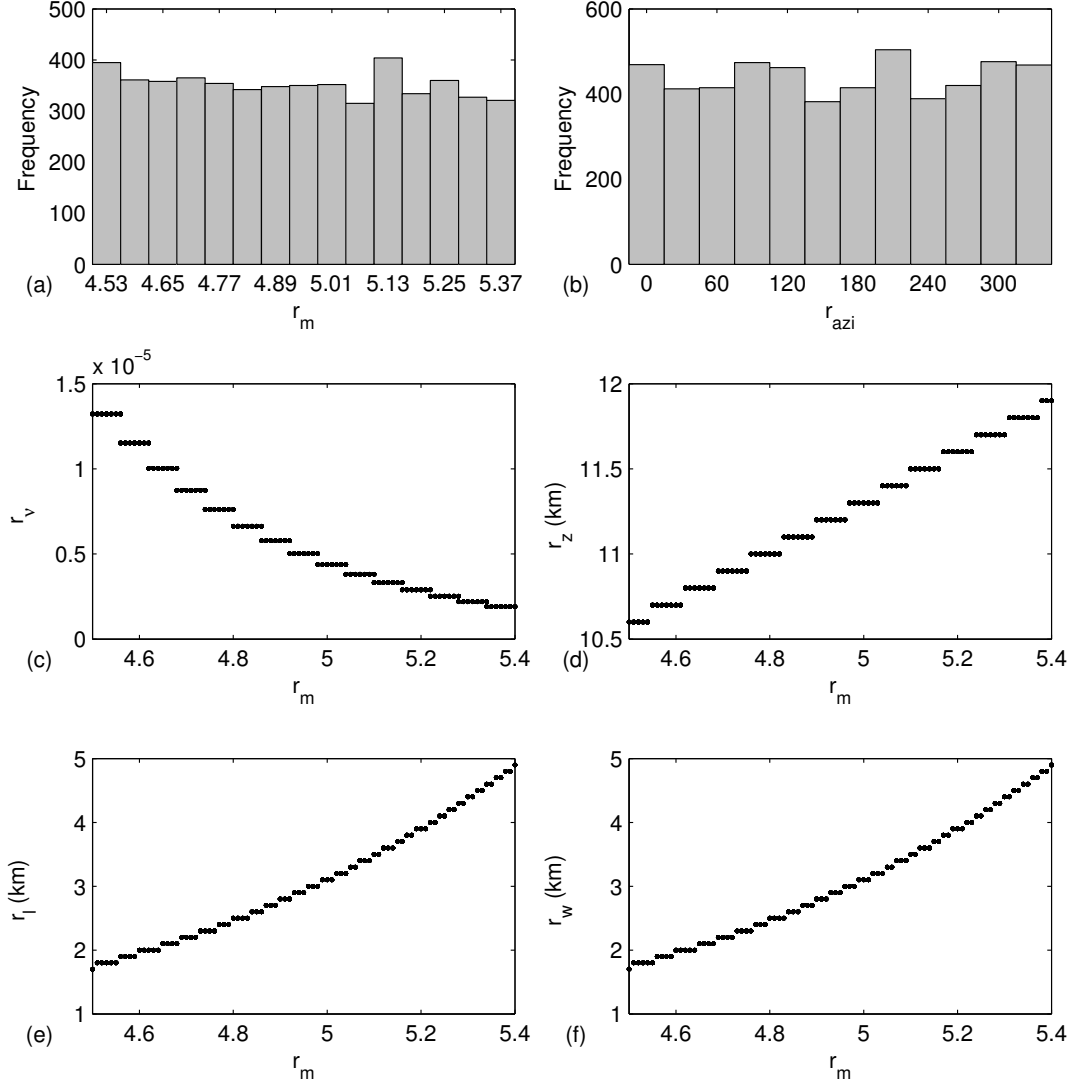 500
400
300
200
100
0
Frequency
4.53 4.65 4.77 4.89 5.01 5.13 5.25 5.37
(a)
r_m
600
400
200
0
Frequency
0 60 120 180 240 300
(b)
r_azi
x 10^−5
1.5
1
0.5
0
r_ν
4.6 4.8 5 5.2 5.4
(c)
r_m
12
11.5
11
10.5
r_z (km)
4.6 4.8 5 5.2 5.4
(d)
r_m
5
4
3
2
1
r_l (km)
4.6 4.8 5 5.2 5.4
(e)
r_m
5
4
3
2
1
r_w (km)
4.6 4.8 5 5.2 5.4
(f)
r_m